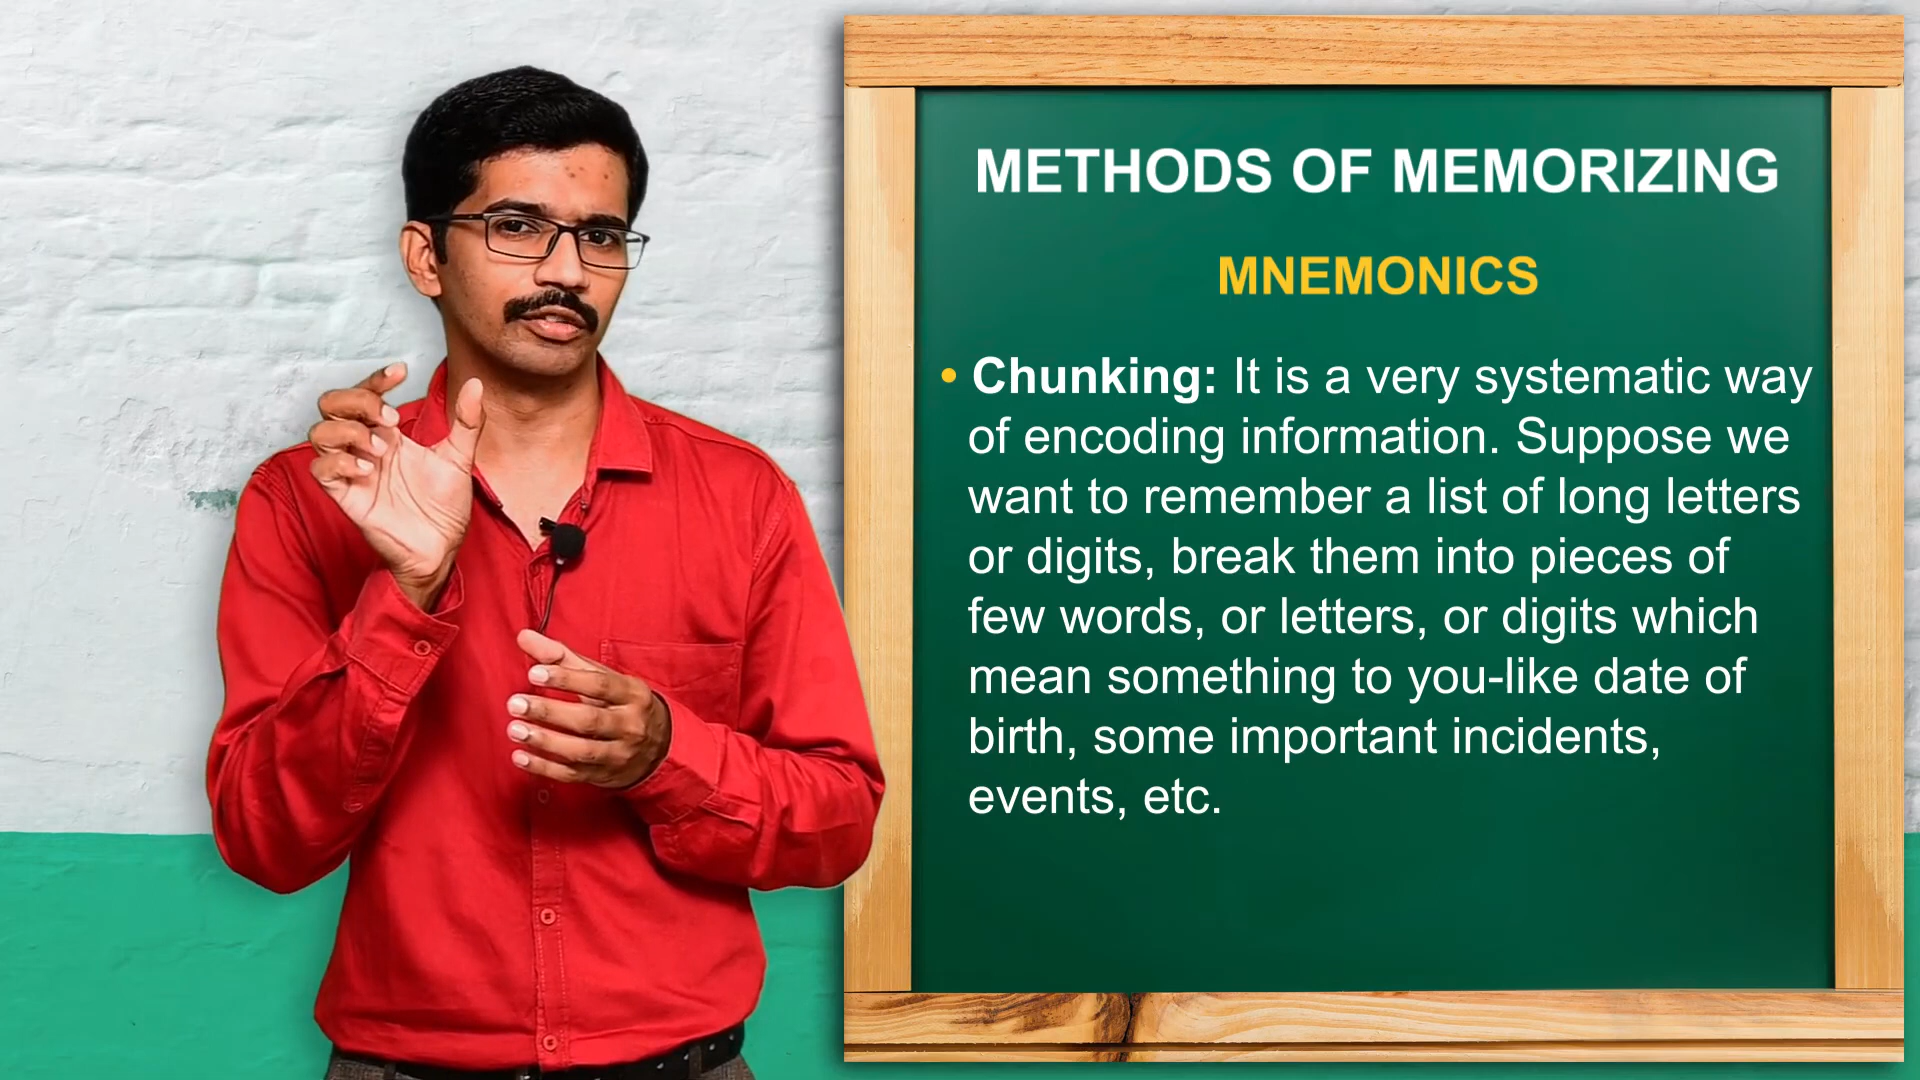 METHODS OF MEMORIZING
MNEMONICS
• Chunking: It is a very systematic way
of encoding information. Suppose we
want to remember a list of long letters
or digits, break them into pieces of
few words, or letters, or digits which
mean something to you-like date of
birth, some important incidents,
events, etc.